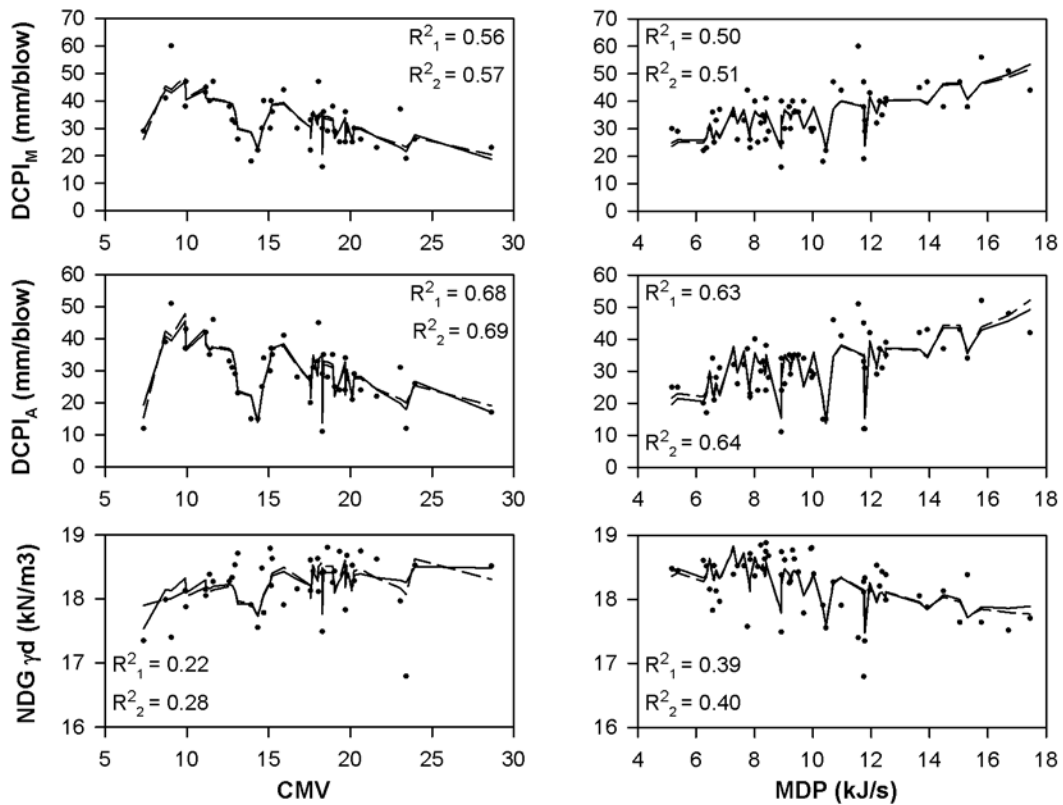 DCPI_M (mm/blow)
70
60
50
40
30
20
10
0
R²₁ = 0.56
R²₂ = 0.57
5 10 15 20 25 30
70
60
50
40
30
20
10
0
R²₁ = 0.50
R²₂ = 0.51
4 6 8 10 12 14 16 18
DCPI_A (mm/blow)
60
50
40
30
20
10
0
R²₁ = 0.68
R²₂ = 0.69
5 10 15 20 25 30
60
50
40
30
20
10
0
R²₁ = 0.63
R²₂ = 0.64
4 6 8 10 12 14 16 18
NDG γd (kN/m3)
19
18
17
16
R²₁ = 0.22
R²₂ = 0.28
5 10 15 20 25 30
CMV
19
18
17
16
R²₁ = 0.39
R²₂ = 0.40
4 6 8 10 12 14 16 18
MDP (kJ/s)